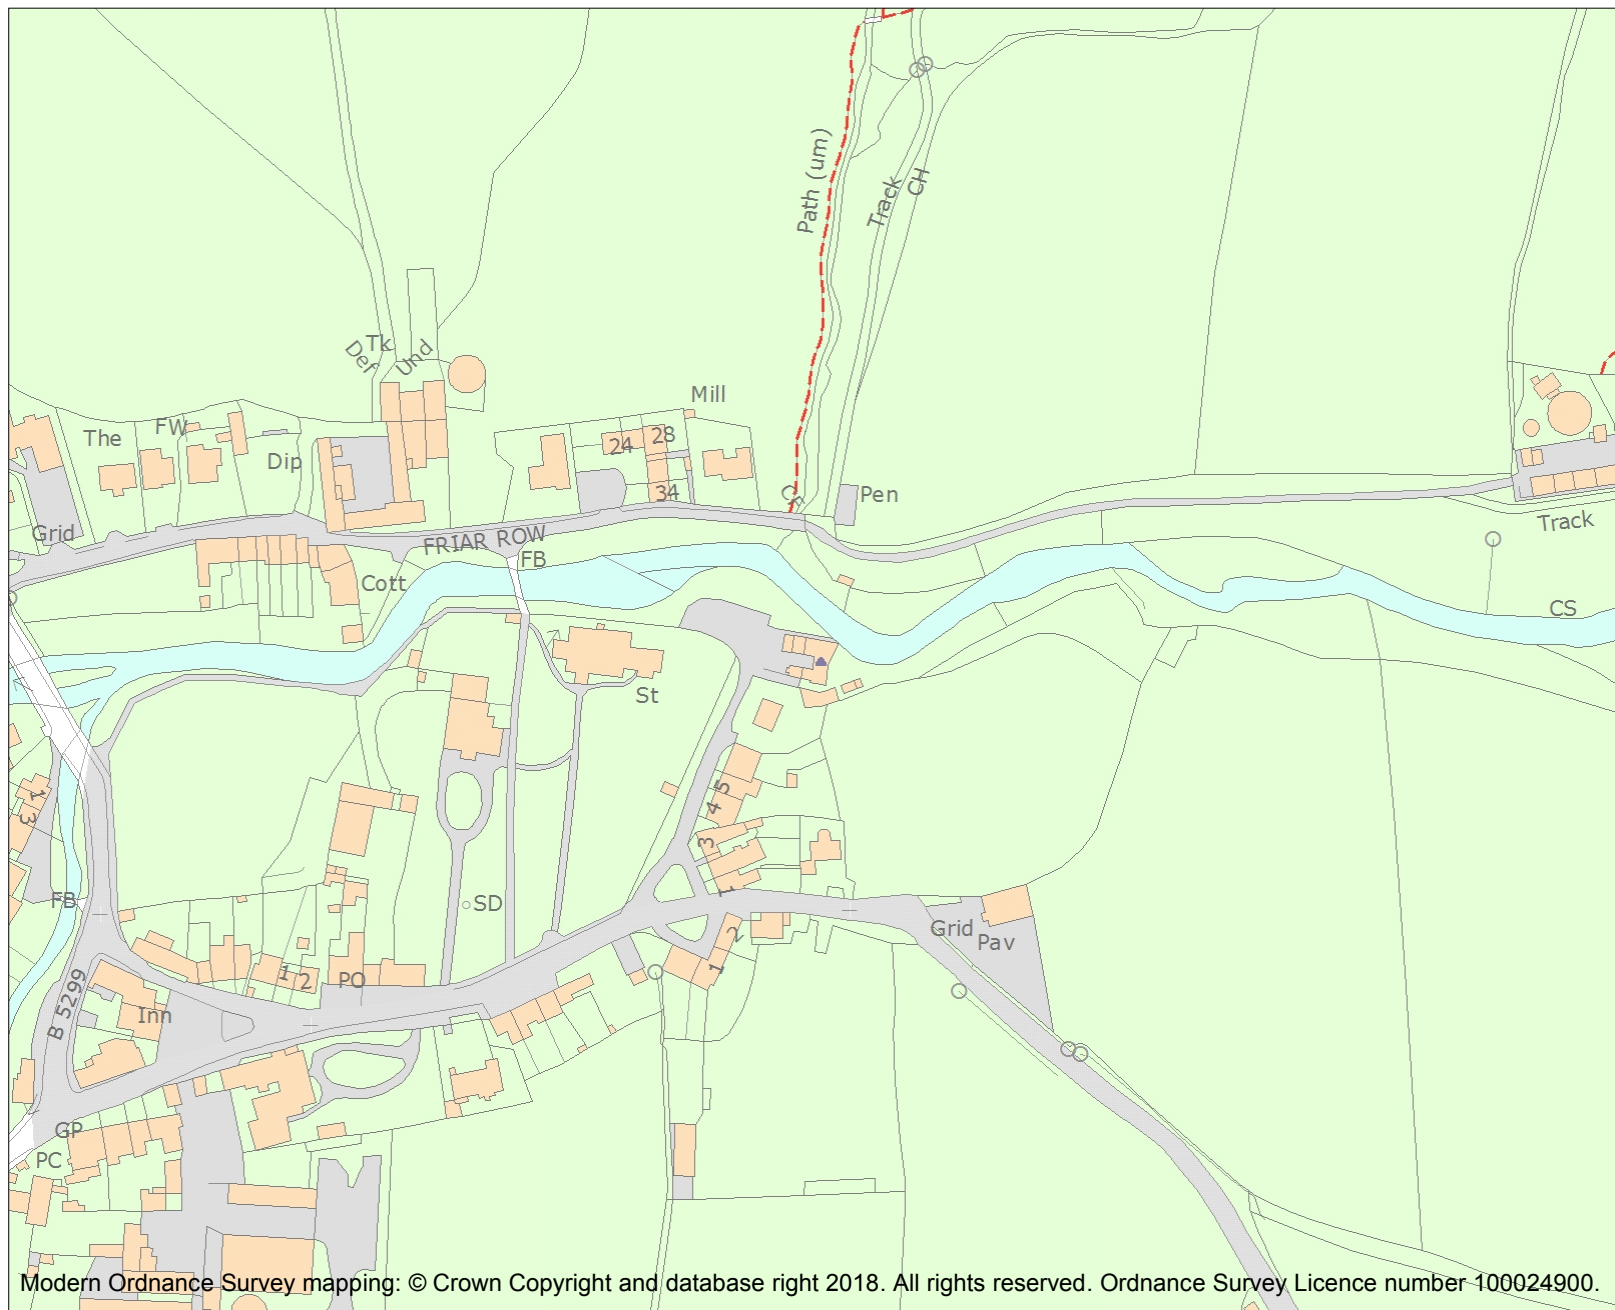 Path (um)
Track
CH
Tk
Def
Und
Mill
The
FW
Dip
24
28
34
CF
Pen
Grid
FRIAR ROW
FB
Cott
Track
CS
St
1
3
5
4
3
1
FB
SD
2
1
Grid
Pav
1
2
PO
B 5299
Inn
GP
PC
Modern Ordnance Survey mapping: © Crown Copyright and database right 2018. All rights reserved. Ordnance Survey Licence number 100024900.